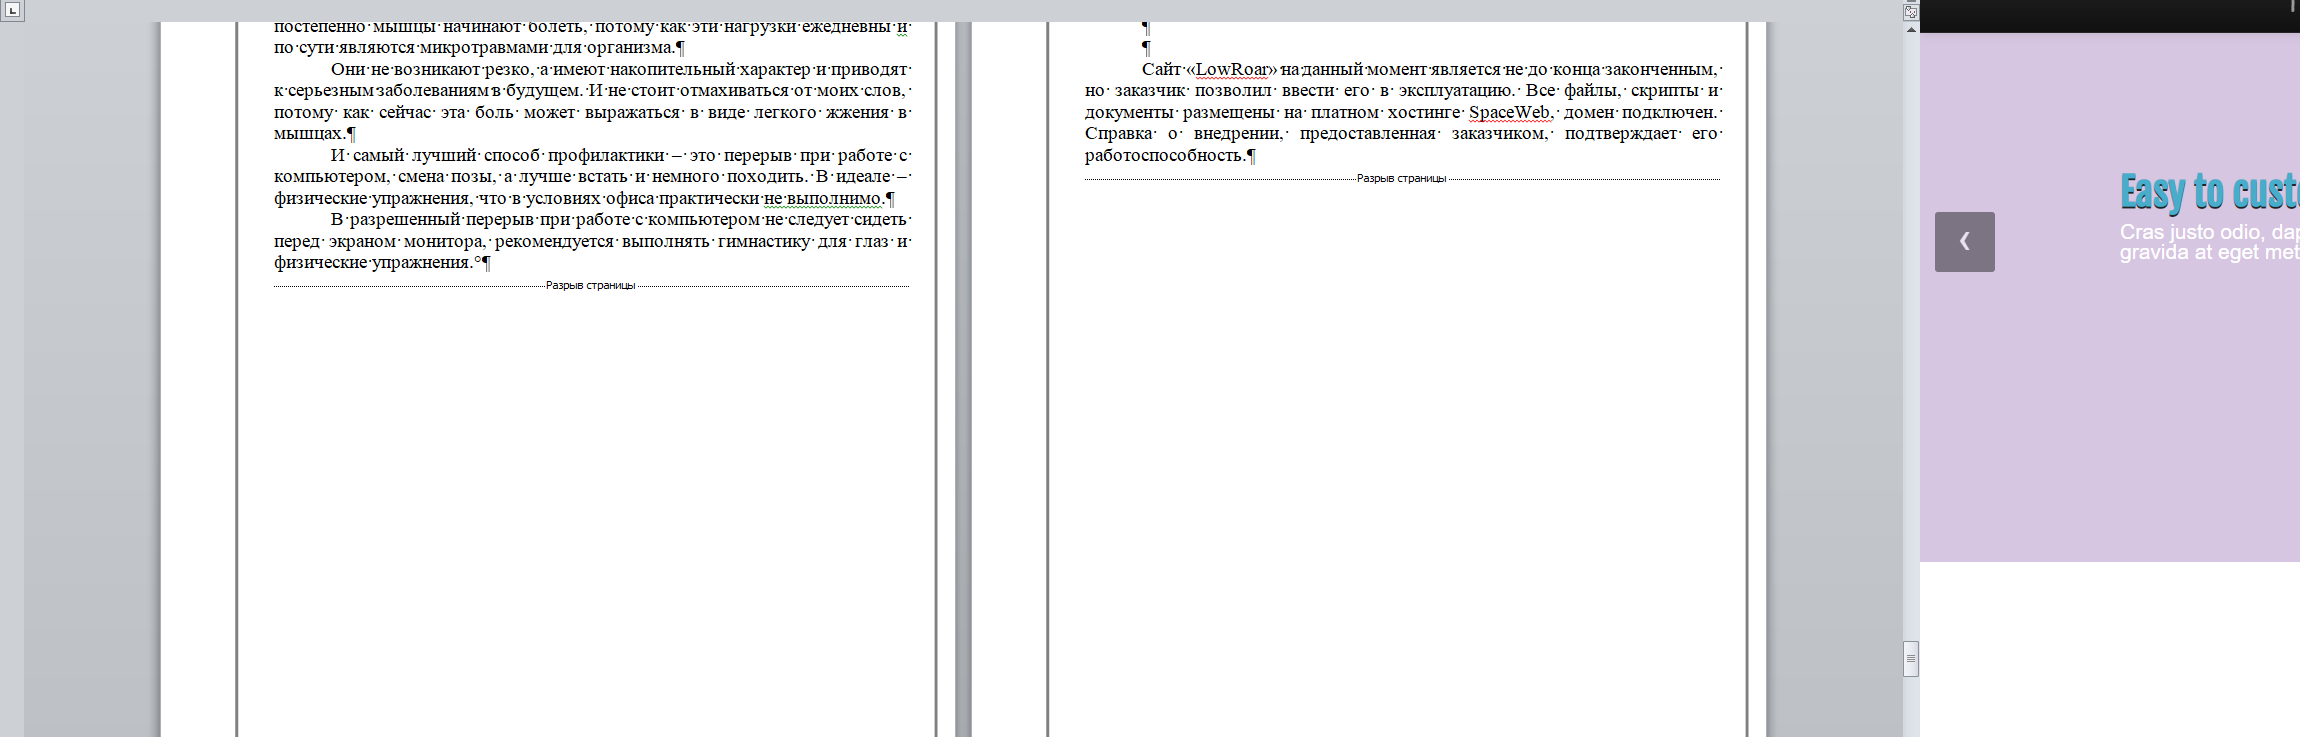 постепенно мышцы начинают болеть, потому как эти нагрузки ежедневны и
по сути являются микротравмами для организма.¶
Они не возникают резко, а имеют накопительный характер и приводят
к серьезным заболеваниям в будущем. И не стоит отмахиваться от моих слов,
потому как сейчас эта боль может выражаться в виде легкого жжения в
мышцах.¶
И самый лучший способ профилактики – это перерыв при работе с
компьютером, смена позы, а лучше встать и немного походить. В идеале –
физические упражнения, что в условиях офиса практически не выполнимо.¶
В разрешенный перерыв при работе с компьютером не следует сидеть
перед экраном монитора, рекомендуется выполнять гимнастику для глаз и
физические упражнения.°¶
Разрыв страницы
¶
¶
Сайт «LowRoar» на данный момент является не до конца законченным,
но заказчик позволил ввести его в эксплуатацию. Все файлы, скрипты и
документы размещены на платном хостинге SpaceWeb, домен подключен.
Справка о внедрении, предоставленная заказчиком, подтверждает его
работоспособность.¶
Разрыв страницы
Easy to custo
Cras justo odio, dap
gravida at eget met